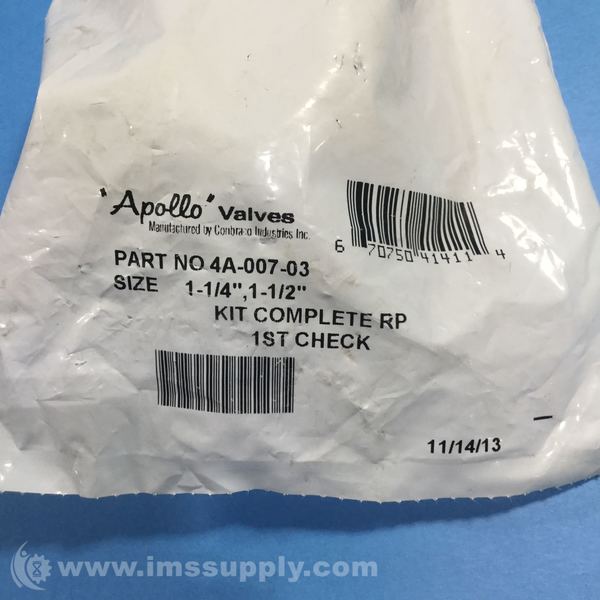 "Apollo" Valves
Manufactured by Conbraco Industries Inc.
6 70750 41411 4
PART NO 4A-007-03
SIZE 1-1/4", 1-1/2"
KIT COMPLETE RP
1ST CHECK
11/14/13
www.imssupply.com